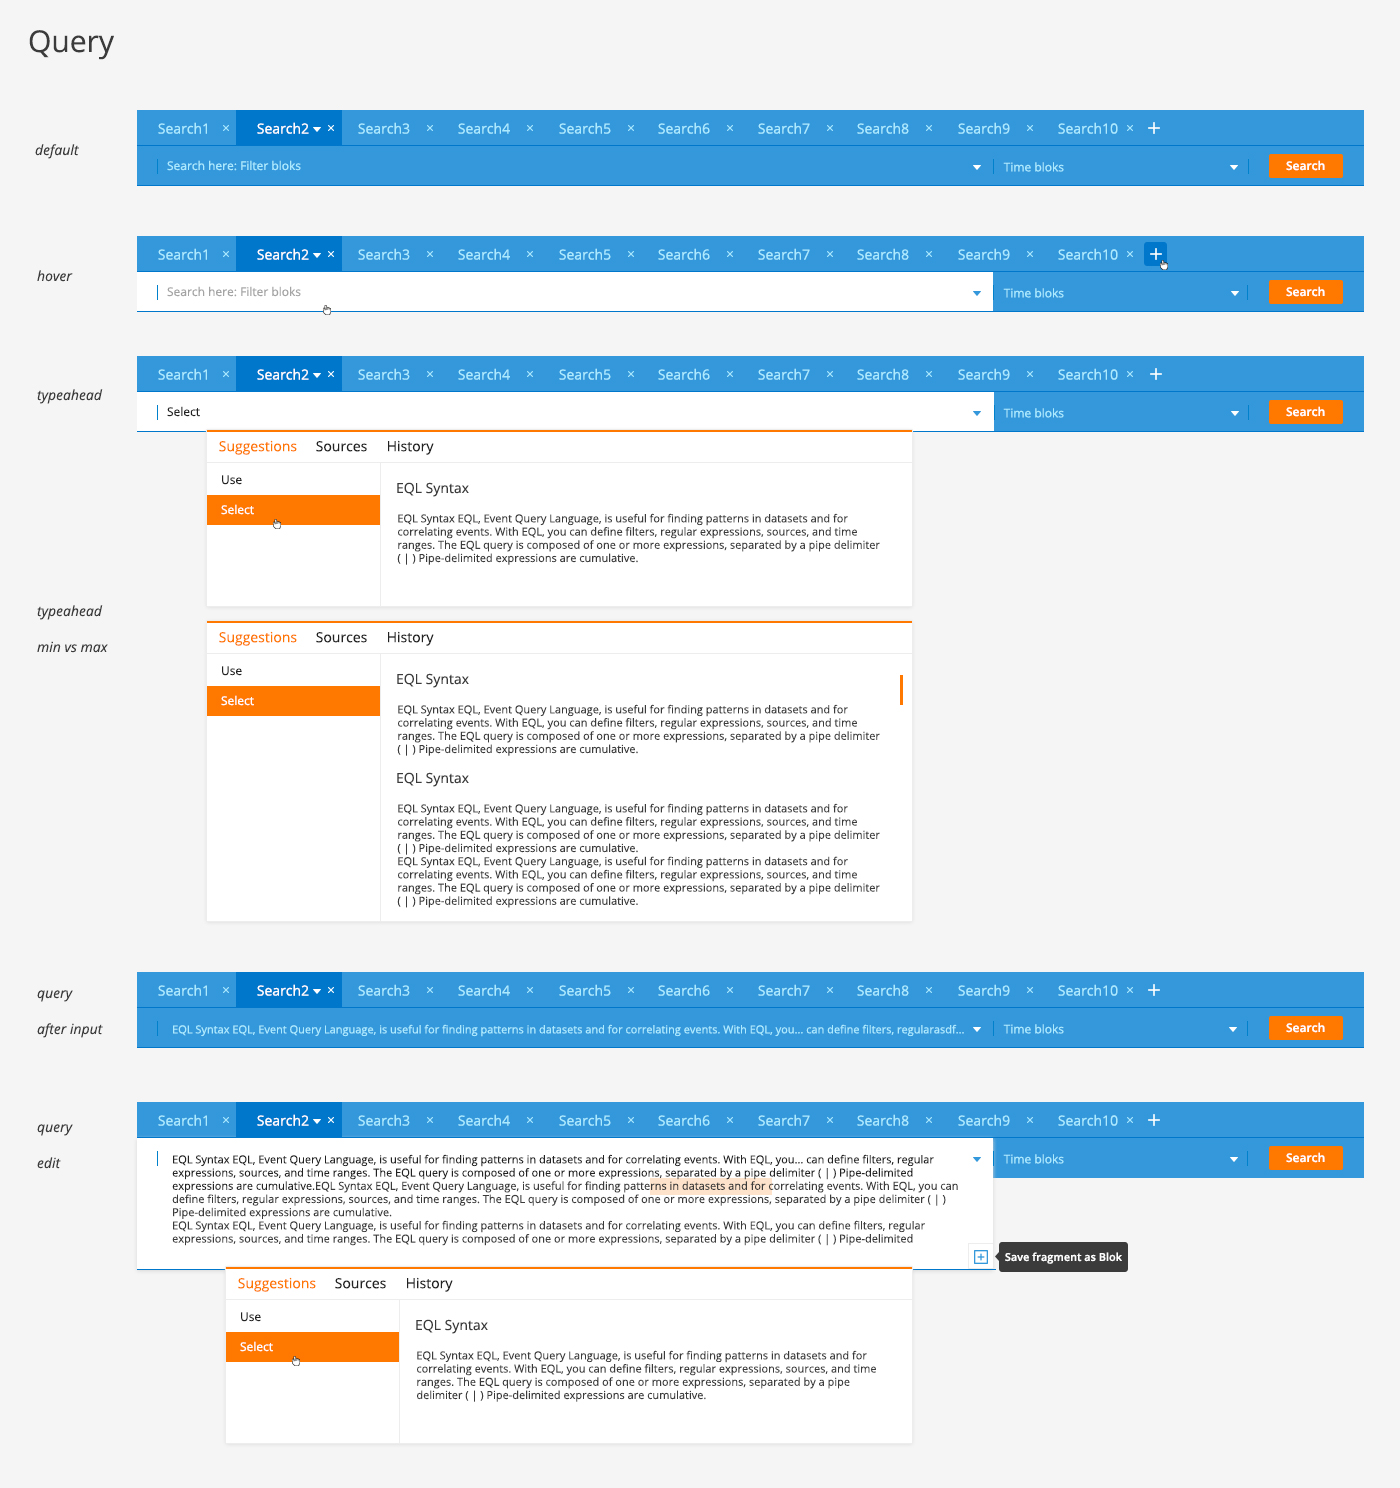 Query
default
Search1 × Search2 × Search3 × Search4 × Search5 × Search6 × Search7 × Search8 × Search9 × Search10 × +
Search here: Filter bloks Time bloks Search
hover
Search1 × Search2 × Search3 × Search4 × Search5 × Search6 × Search7 × Search8 × Search9 × Search10 × +
Search here: Filter bloks Time bloks Search
typeahead
Search1 × Search2 × Search3 × Search4 × Search5 × Search6 × Search7 × Search8 × Search9 × Search10 × +
Select Time bloks Search
Suggestions Sources History
Use
Select
EQL Syntax
EQL Syntax EQL, Event Query Language, is useful for finding patterns in datasets and for
correlating events. With EQL, you can define filters, regular expressions, sources, and time
ranges. The EQL query is composed of one or more expressions, separated by a pipe delimiter
( | ) Pipe-delimited expressions are cumulative.
typeahead
min vs max
Suggestions Sources History
Use
Select
EQL Syntax
EQL Syntax EQL, Event Query Language, is useful for finding patterns in datasets and for
correlating events. With EQL, you can define filters, regular expressions, sources, and time
ranges. The EQL query is composed of one or more expressions, separated by a pipe delimiter
( | ) Pipe-delimited expressions are cumulative.
EQL Syntax
EQL Syntax EQL, Event Query Language, is useful for finding patterns in datasets and for
correlating events. With EQL, you can define filters, regular expressions, sources, and time
ranges. The EQL query is composed of one or more expressions, separated by a pipe delimiter
( | ) Pipe-delimited expressions are cumulative.
EQL Syntax EQL, Event Query Language, is useful for finding patterns in datasets and for
correlating events. With EQL, you can define filters, regular expressions, sources, and time
ranges. The EQL query is composed of one or more expressions, separated by a pipe delimiter
( | ) Pipe-delimited expressions are cumulative.
query
after input
Search1 × Search2 × Search3 × Search4 × Search5 × Search6 × Search7 × Search8 × Search9 × Search10 × +
EQL Syntax EQL, Event Query Language, is useful for finding patterns in datasets and for correlating events. With EQL, you... can define filters, regularasdf... Time bloks Search
query
edit
Search1 × Search2 × Search3 × Search4 × Search5 × Search6 × Search7 × Search8 × Search9 × Search10 × +
EQL Syntax EQL, Event Query Language, is useful for finding patterns in datasets and for correlating events. With EQL, you... can define filters, regular
expressions, sources, and time ranges. The EQL query is composed of one or more expressions, separated by a pipe delimiter ( | ) Pipe-delimited
expressions are cumulative.EQL Syntax EQL, Event Query Language, is useful for finding patterns in datasets and for correlating events. With EQL, you can
define filters, regular expressions, sources, and time ranges. The EQL query is composed of one or more expressions, separated by a pipe delimiter ( | )
Pipe-delimited expressions are cumulative.
EQL Syntax EQL, Event Query Language, is useful for finding patterns in datasets and for correlating events. With EQL, you can define filters, regular
expressions, sources, and time ranges. The EQL query is composed of one or more expressions, separated by a pipe delimiter ( | ) Pipe-delimited
Time bloks Search
Save fragment as Blok
Suggestions Sources History
Use
Select
EQL Syntax
EQL Syntax EQL, Event Query Language, is useful for finding patterns in datasets and for
correlating events. With EQL, you can define filters, regular expressions, sources, and time
ranges. The EQL query is composed of one or more expressions, separated by a pipe
delimiter ( | ) Pipe-delimited expressions are cumulative.